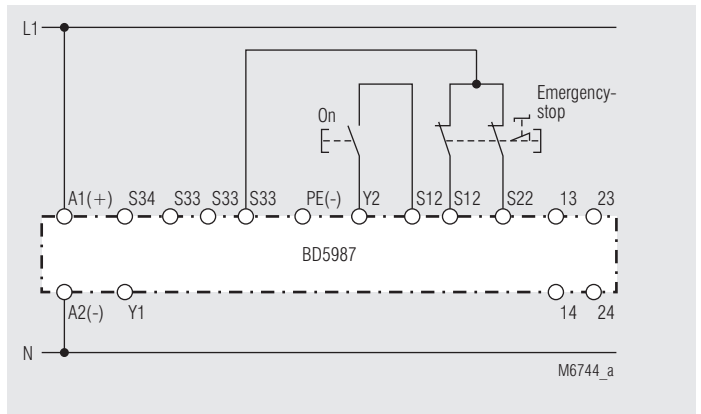 L1
Emergency-
stop
On
A1(+) S34 S33 S33 S33 PE(-) Y2 S12 S12 S22 13 23
BD5987
A2(-) Y1 14 24
N
M6744_a